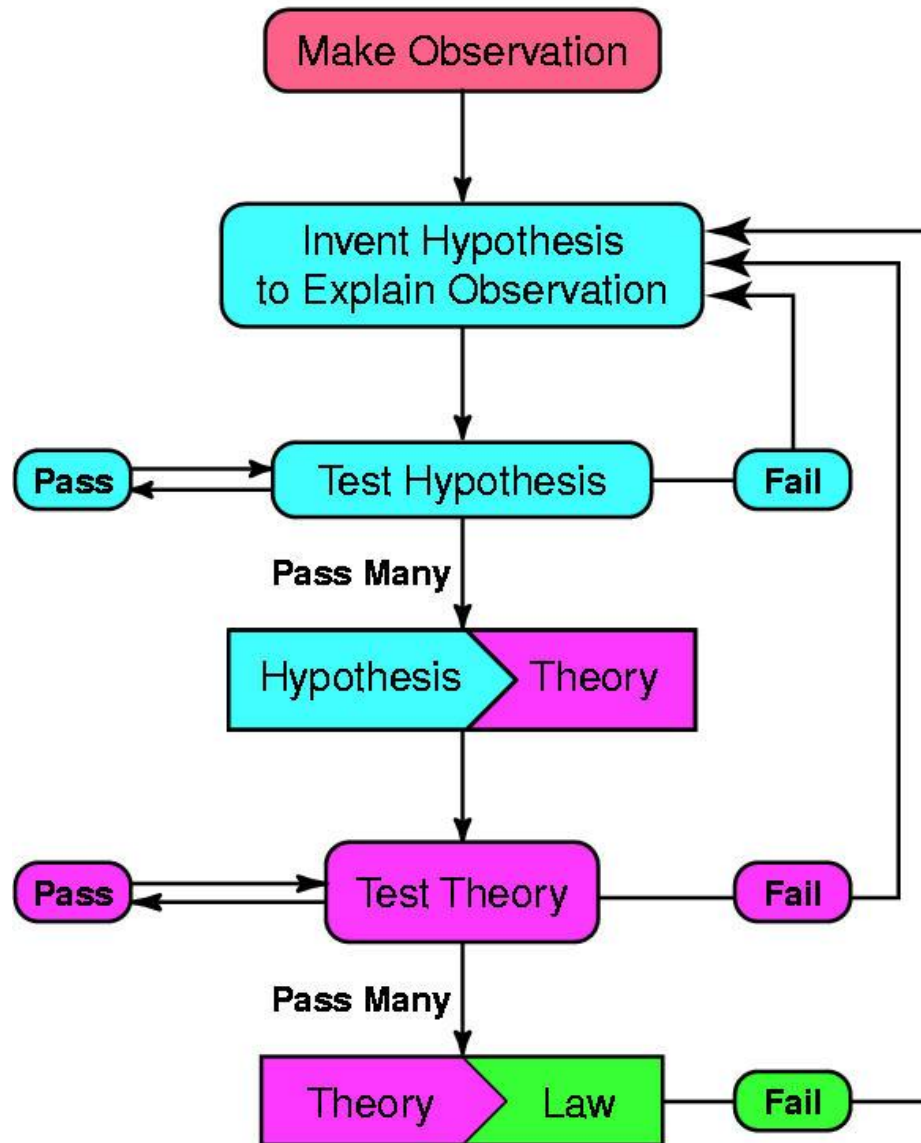 Make Observation
Invent Hypothesis
to Explain Observation
Pass
Test Hypothesis
Fail
Pass Many
Hypothesis
Theory
Pass
Test Theory
Fail
Pass Many
Theory
Law
Fail